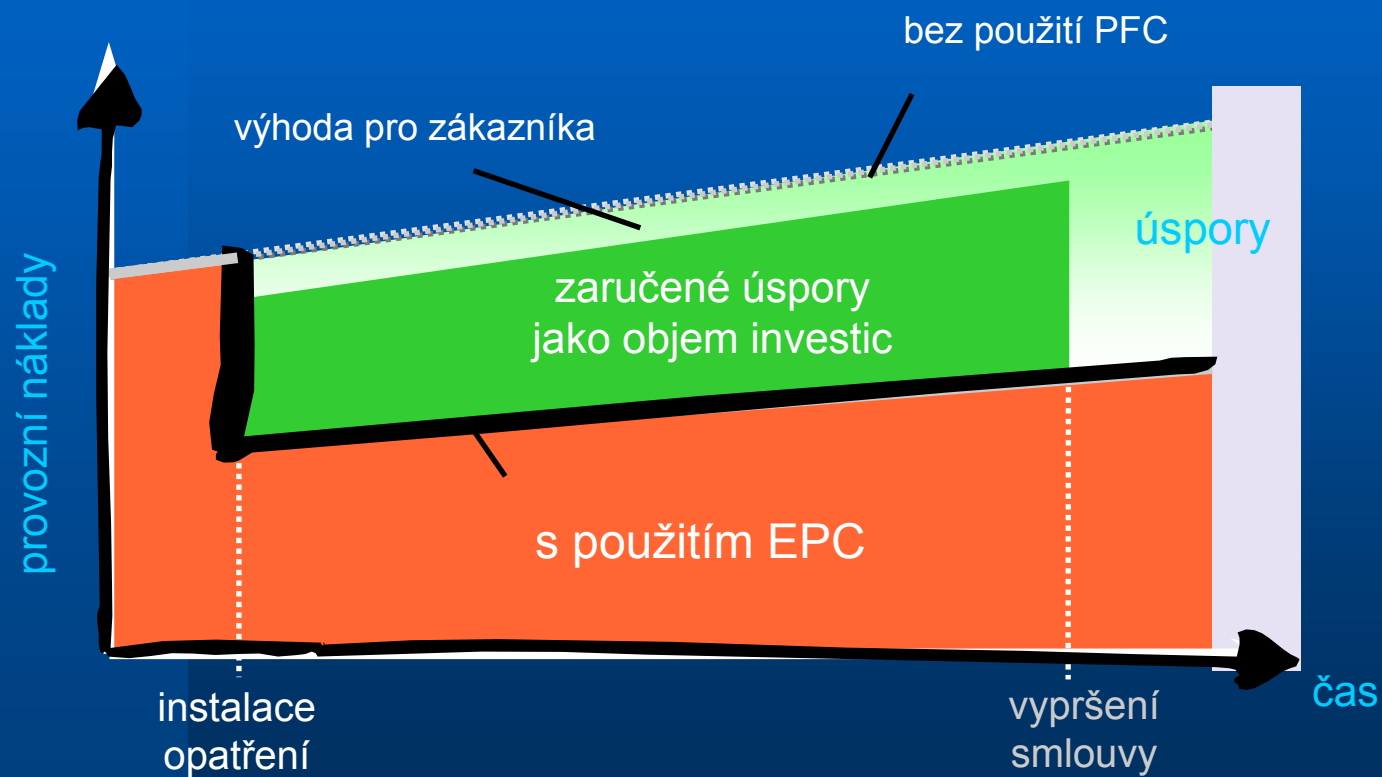 bez použití PFC
výhoda pro zákazníka
úspory
zaručené úspory
jako objem investic
provozní náklady
s použitím EPC
čas
instalace
opatření
vypršení
smlouvy